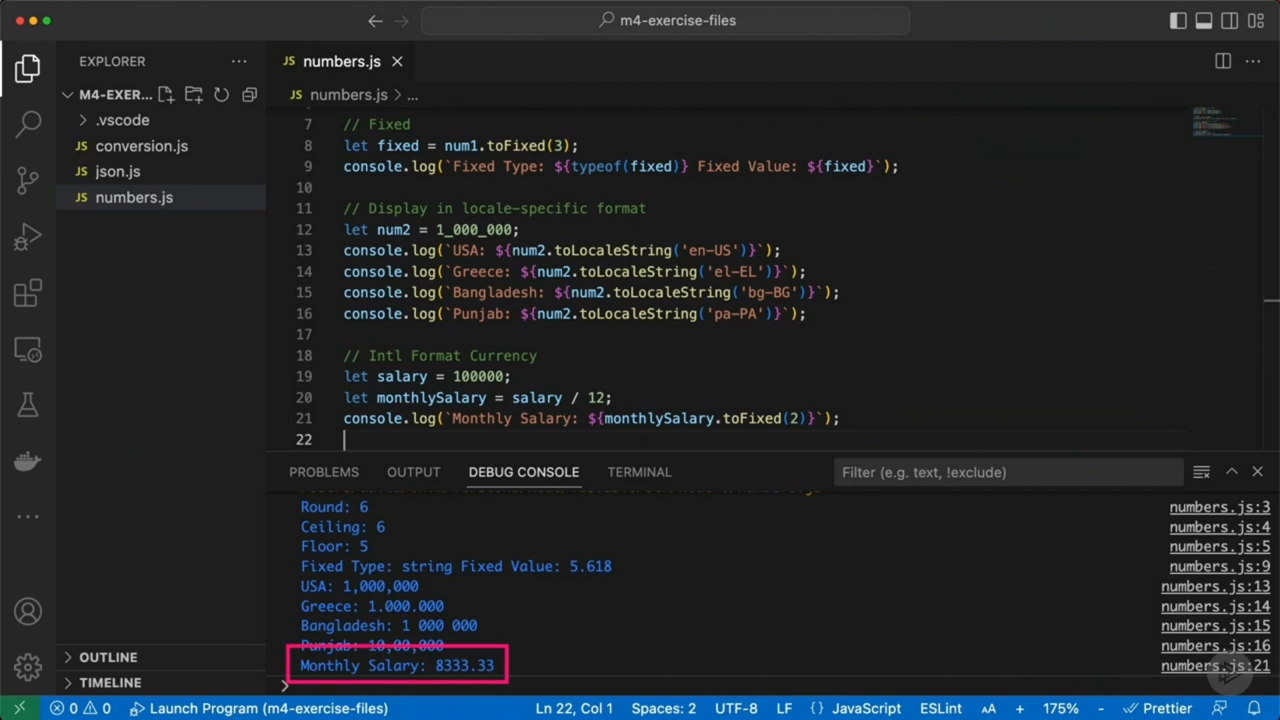 m4-exercise-files
EXPLORER
JS numbers.js
M4-EXER...
JS numbers.js > ...
.vscode
JS conversion.js
JS json.js
JS numbers.js
7 // Fixed
8 let fixed = num1.toFixed(3);
9 console.log(`Fixed Type: ${typeof(fixed)} Fixed Value: ${fixed}`);
10
11 // Display in locale-specific format
12 let num2 = 1_000_000;
13 console.log(`USA: ${num2.toLocaleString('en-US')}`);
14 console.log(`Greece: ${num2.toLocaleString('el-EL')}`);
15 console.log(`Bangladesh: ${num2.toLocaleString('bg-BG')}`);
16 console.log(`Punjab: ${num2.toLocaleString('pa-PA')}`);
17
18 // Intl Format Currency
19 let salary = 100000;
20 let monthlySalary = salary / 12;
21 console.log(`Monthly Salary: ${monthlySalary.toFixed(2)}`);
22
PROBLEMS OUTPUT DEBUG CONSOLE TERMINAL Filter (e.g. text, !exclude)
Round: 6 numbers.js:3
Ceiling: 6 numbers.js:4
Floor: 5 numbers.js:5
Fixed Type: string Fixed Value: 5.618 numbers.js:9
USA: 1,000,000 numbers.js:13
Greece: 1.000.000 numbers.js:14
Bangladesh: 1 000 000 numbers.js:15
Punjab: 10,00,000 numbers.js:16
Monthly Salary: 8333.33 numbers.js:21
>
OUTLINE
TIMELINE
0 0 Launch Program (m4-exercise-files) Ln 22, Col 1 Spaces: 2 UTF-8 LF {} JavaScript ESLint AA + 175% - Prettier